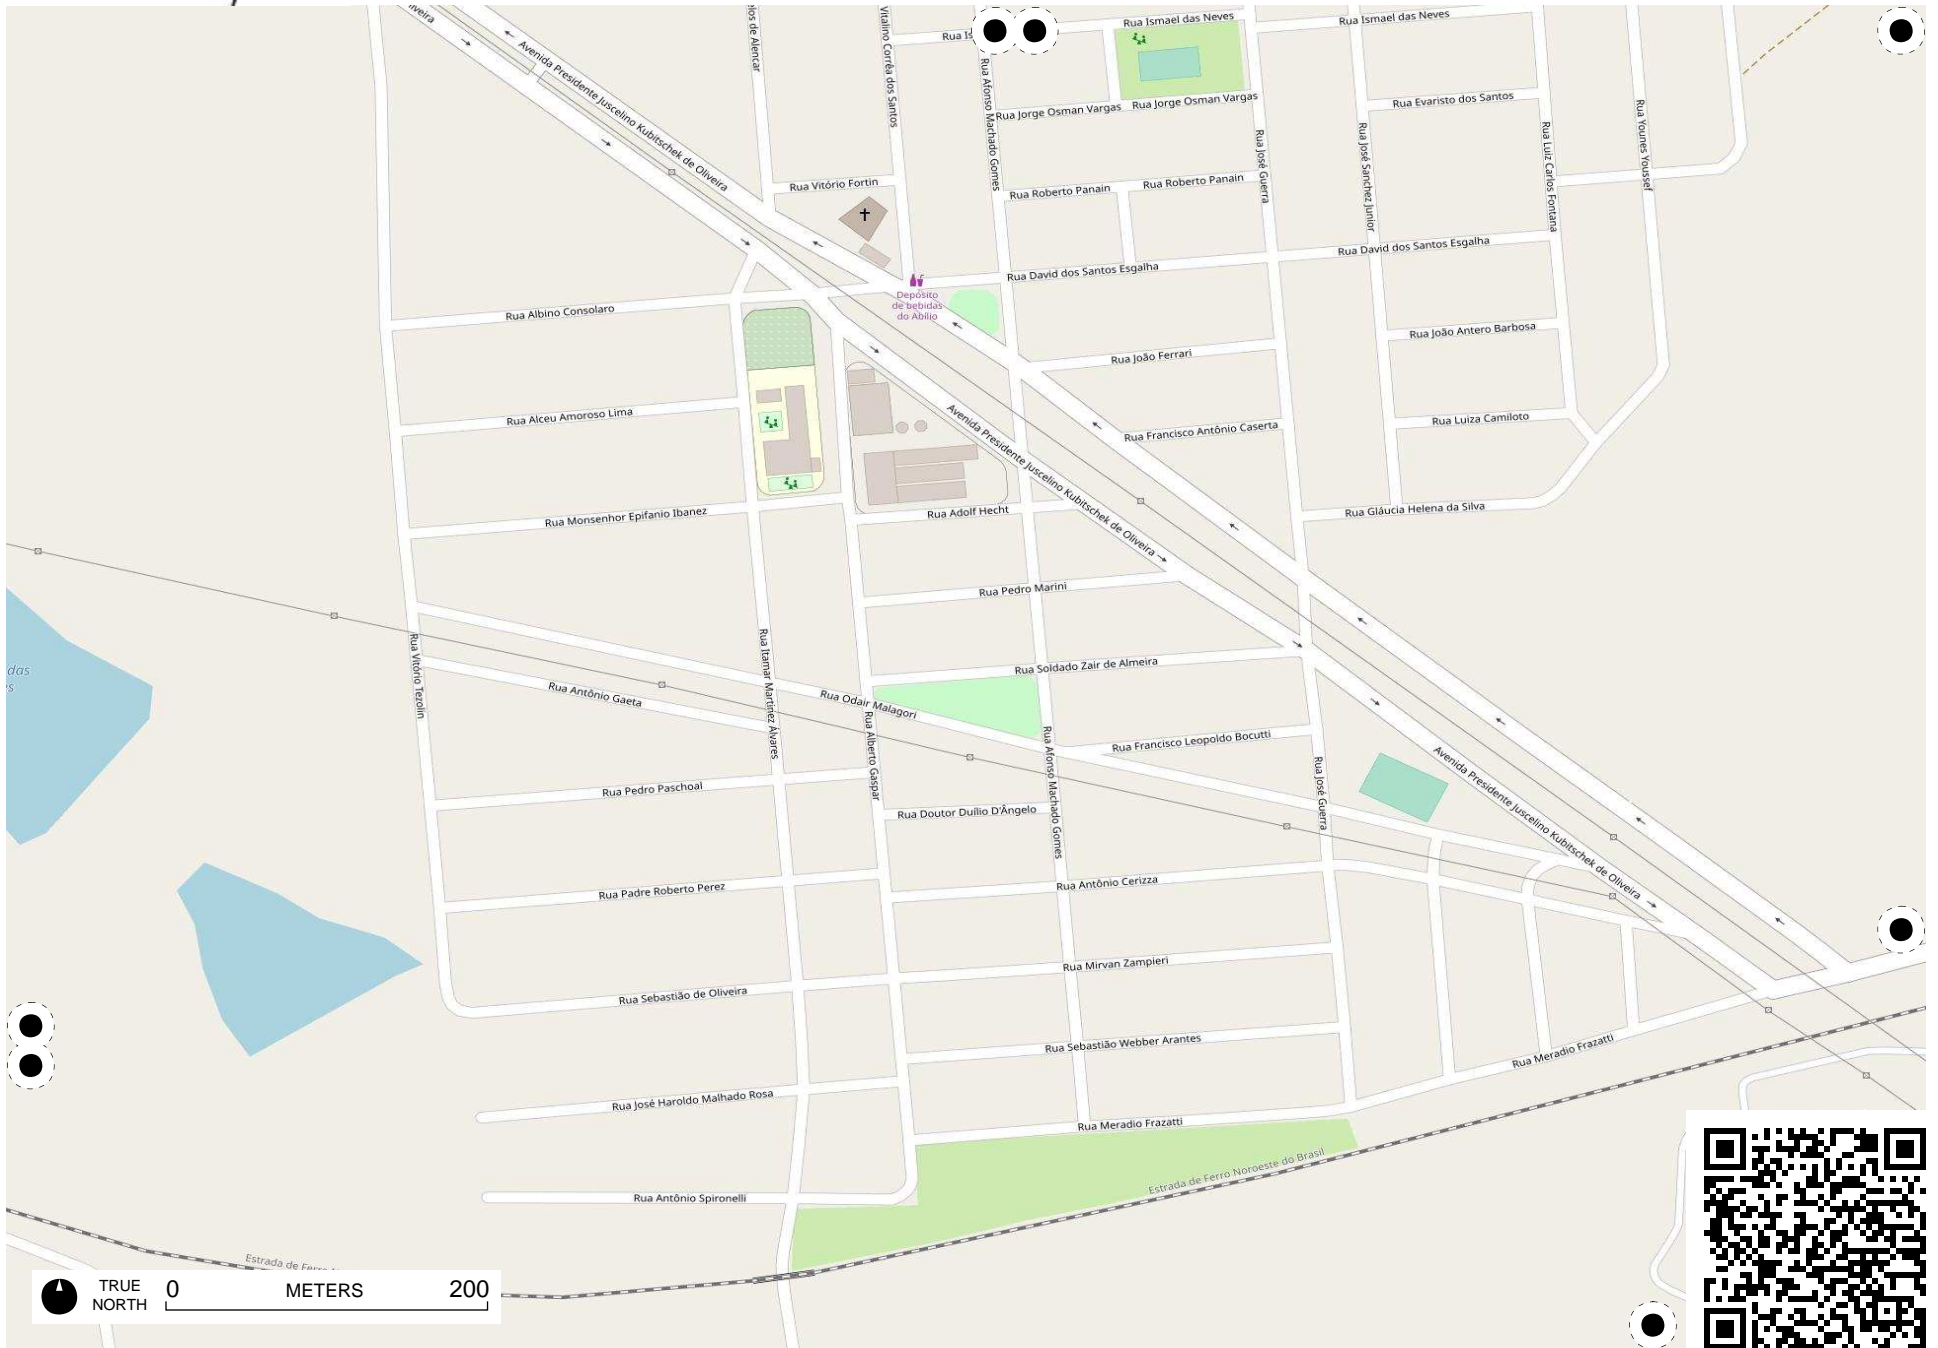 Avenida Presidente Juscelino Kubitschek de Oliveira
Vitalino Corrêa dos Santos
Rua Ismael das Neves
Rua Ismael das Neves
Rua Afonso Machado Gomes
Rua Jorge Osman Vargas
Rua Jorge Osman Vargas
Rua Evaristo dos Santos
Rua José Guerra
Rua José Sanchez Junior
Rua Luiz Carlos Fontana
Rua Younes Youssef
Rua Vitório Fortin
Rua Roberto Panain
Rua Roberto Panain
Rua David dos Santos Esgalha
Rua David dos Santos Esgalha
Depósito
de bebidas
do Abílio
Rua Albino Consolaro
Rua João Antero Barbosa
Rua João Ferrari
Rua Alceu Amoroso Lima
Avenida Presidente Juscelino Kubitschek de Oliveira
Rua Francisco Antônio Caserta
Rua Luiza Camiloto
Rua Monsenhor Epifanio Ibanez
Rua Adolf Hecht
Rua Gláucia Helena da Silva
Rua Pedro Marini
Rua Vitório Tezolin
Rua Itamar Martinez Álvares
Rua Soldado Zair de Almeira
Rua Antônio Gaeta
Rua Odair Malagori
Rua Alberto Gaspar
Rua Afonso Machado Gomes
Rua Francisco Leopoldo Bocutti
Rua José Guerra
Avenida Presidente Juscelino Kubitschek de Oliveira
Rua Pedro Paschoal
Rua Doutor Duílio D'Ângelo
Rua Padre Roberto Perez
Rua Antônio Cerizza
Rua Mirvan Zampieri
Rua Sebastião de Oliveira
Rua Sebastião Webber Arantes
Rua Meradio Frazatti
Rua José Haroldo Malhado Rosa
Rua Meradio Frazatti
Estrada de Ferro Noroeste do Brasil
Rua Antônio Spironelli
Estrada de Ferro
TRUE
NORTH
0 METERS 200